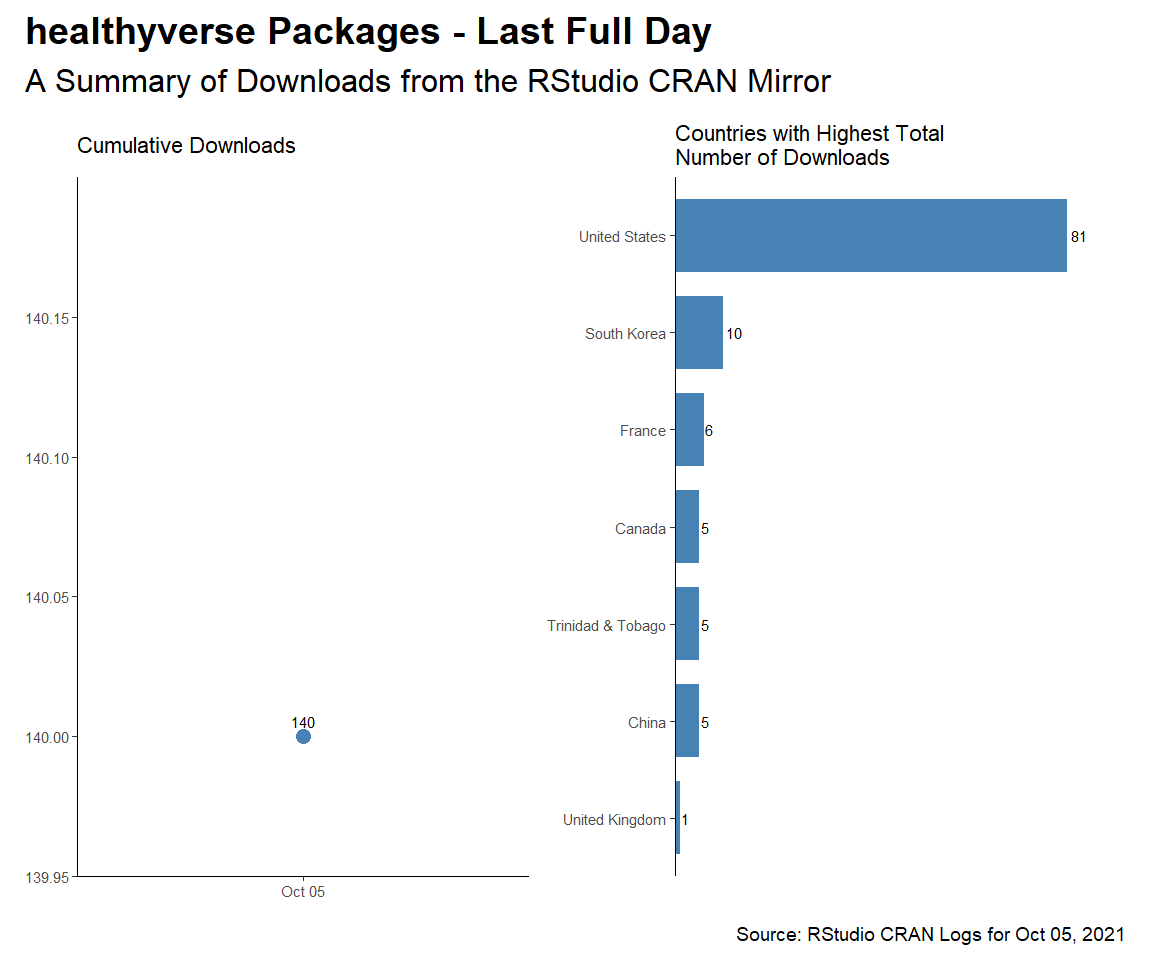 healthyverse Packages - Last Full Day
A Summary of Downloads from the RStudio CRAN Mirror
Cumulative Downloads
140.15
140.10
140.05
140.00
139.95
140
Oct 05
Countries with Highest Total
Number of Downloads
United States 81
South Korea 10
France 6
Canada 5
Trinidad & Tobago 5
China 5
United Kingdom 1
Source: RStudio CRAN Logs for Oct 05, 2021